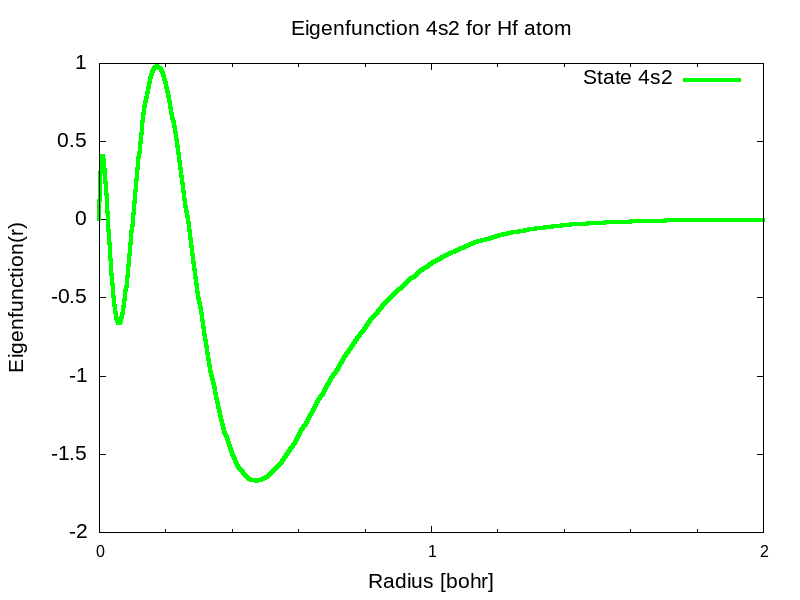 Eigenfunction 4s2 for Hf atom
State 4s2
1
0.5
0
-0.5
-1
-1.5
-2
Eigenfunction(r)
0 1 2
Radius [bohr]